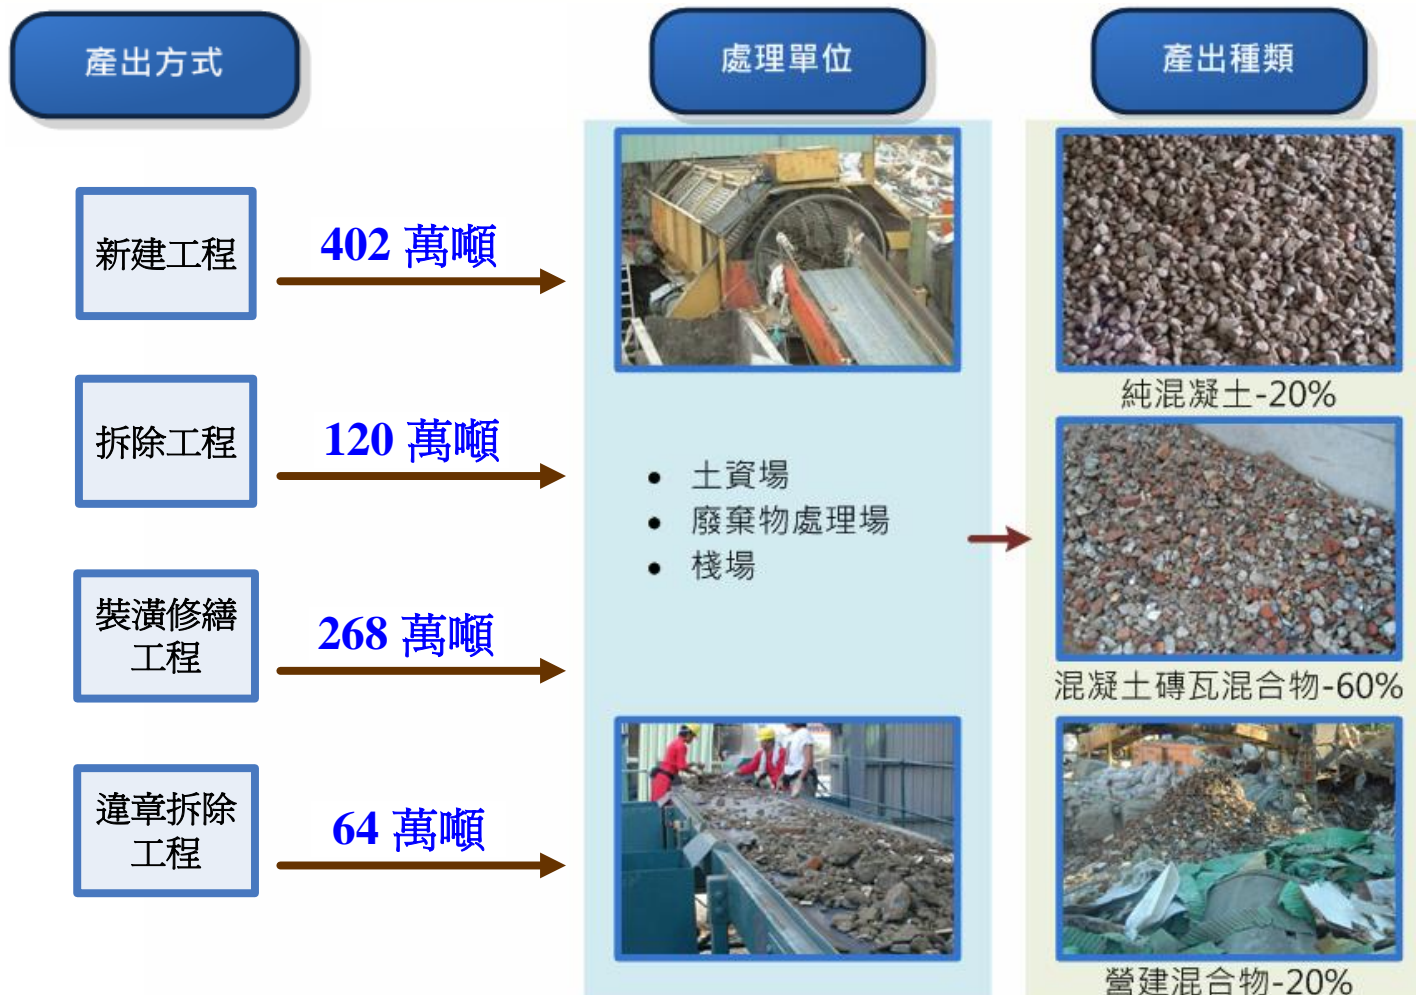 產出方式
處理單位
產出種類
新建工程
402 萬噸
拆除工程
120 萬噸
裝潢修繕
工程
268 萬噸
違章拆除
工程
64 萬噸
• 土資場
• 廢棄物處理場
• 棧場
純混凝土-20%
混凝土磚瓦混合物-60%
營建混合物-20%